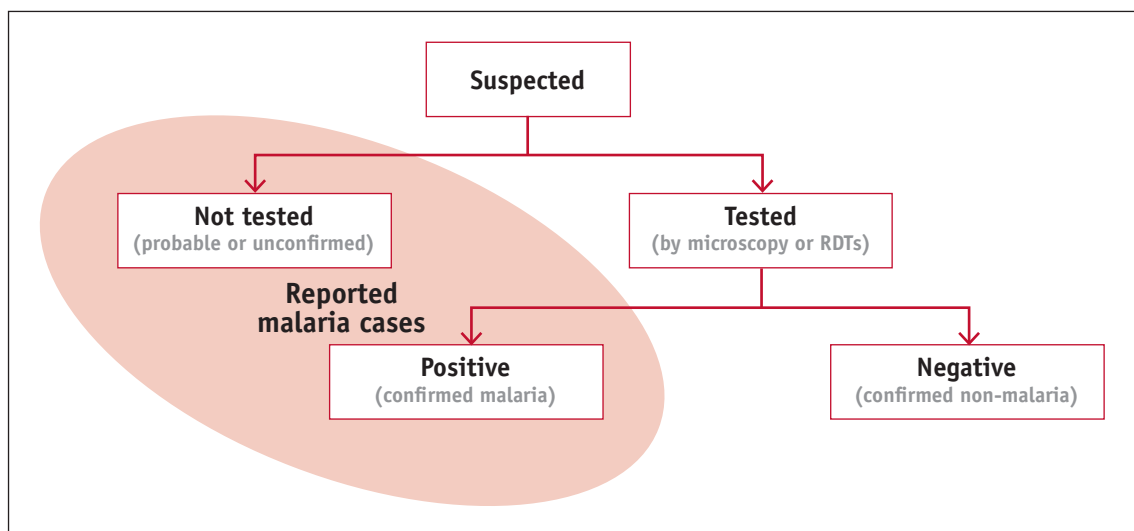 Suspected
Not tested
(probable or unconfirmed)
Tested
(by microscopy or RDTs)
Reported
malaria cases
Positive
(confirmed malaria)
Negative
(confirmed non-malaria)